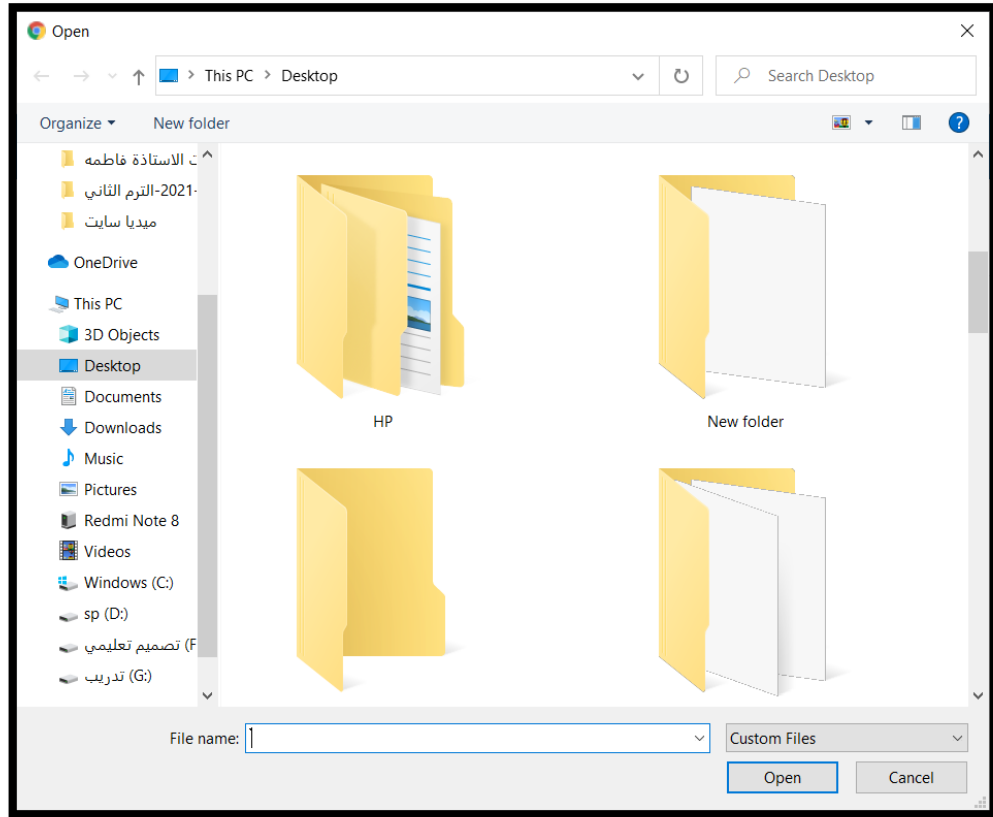 Open
This PC > Desktop
Search Desktop
Organize
New folder
?
ت الاستاذة فاطمه
-2021-الترم الثاني
ميديا سايت
OneDrive
This PC
3D Objects
Desktop
Documents
Downloads
Music
Pictures
Redmi Note 8
Videos
Windows (C:)
sp (D:)
تصميم تعليمي (F
تدريب (G:)
HP
New folder
File name:
Custom Files
Open
Cancel